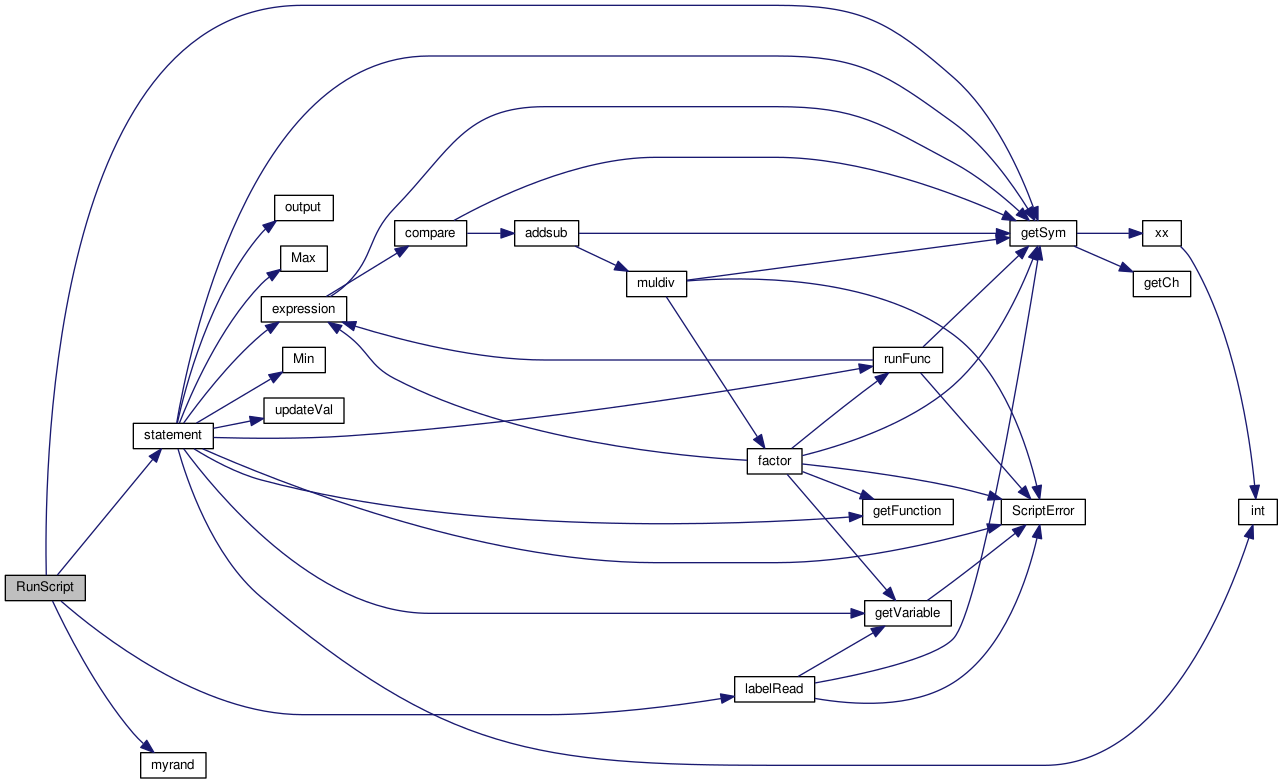 output
compare
addsub
getSym
xx
Max
muldiv
getCh
expression
Min
runFunc
updateVal
statement
factor
getFunction
ScriptError
int
RunScript
getVariable
labelRead
myrand